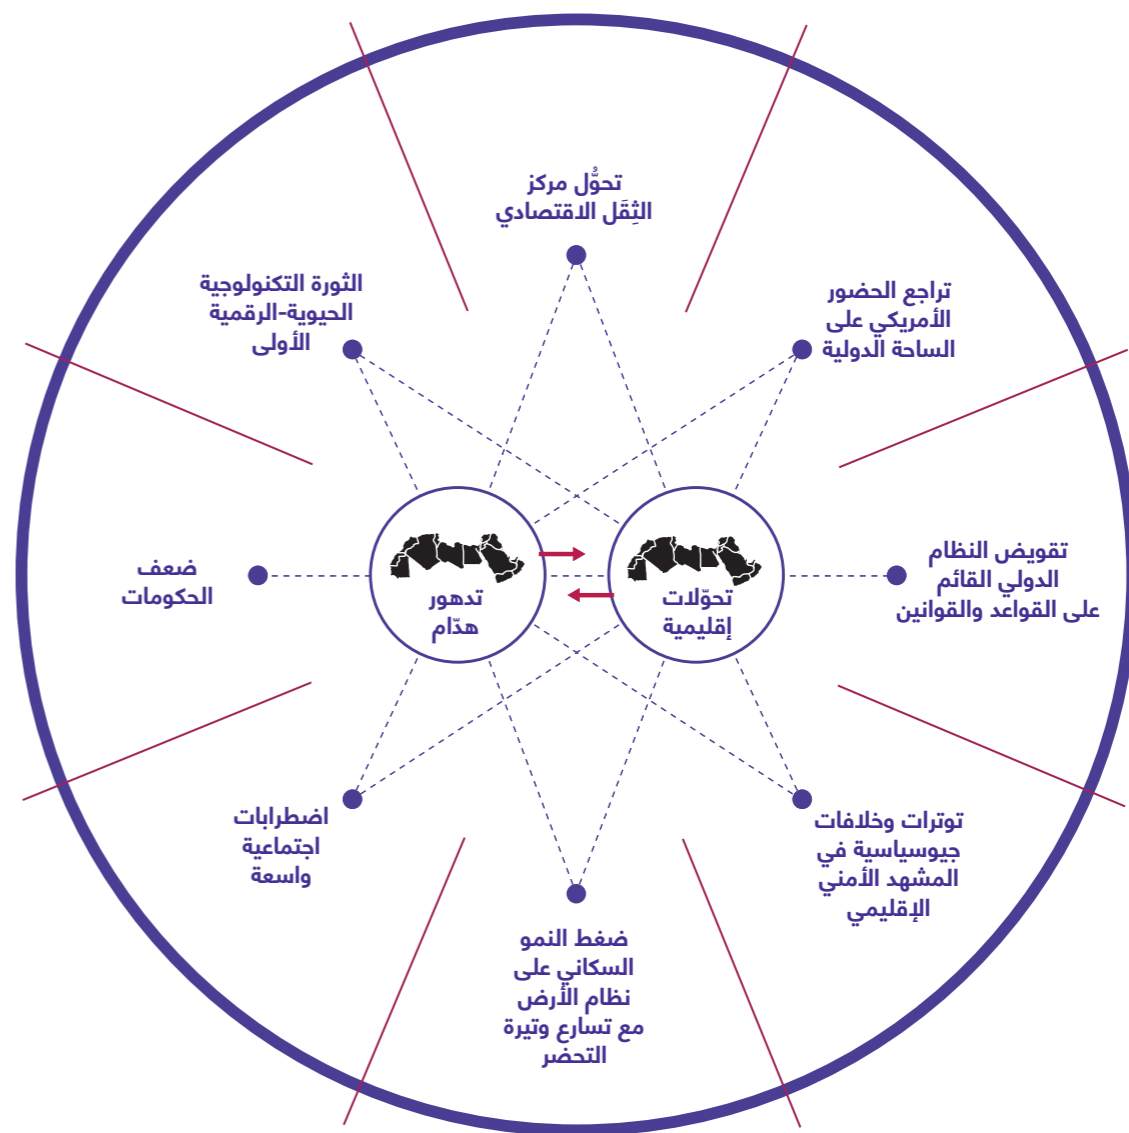 تحوُّل مركز
الثِقَل الاقتصادي
تراجع الحضور
الأمريكي على
الساحة الدولية
الثورة التكنولوجية
الحيوية-الرقمية
الأولى
تقويض النظام
الدولي القائم
على القواعد والقوانين
تحوّلات
إقليمية
تدهور
هدّام
ضعف
الحكومات
توترات وخلافات
جيوسياسية في
المشهد الأمني
الإقليمي
اضطرابات
اجتماعية
واسعة
ضغط النمو
السكاني على
نظام الأرض
مع تسارع وتيرة
التحضر